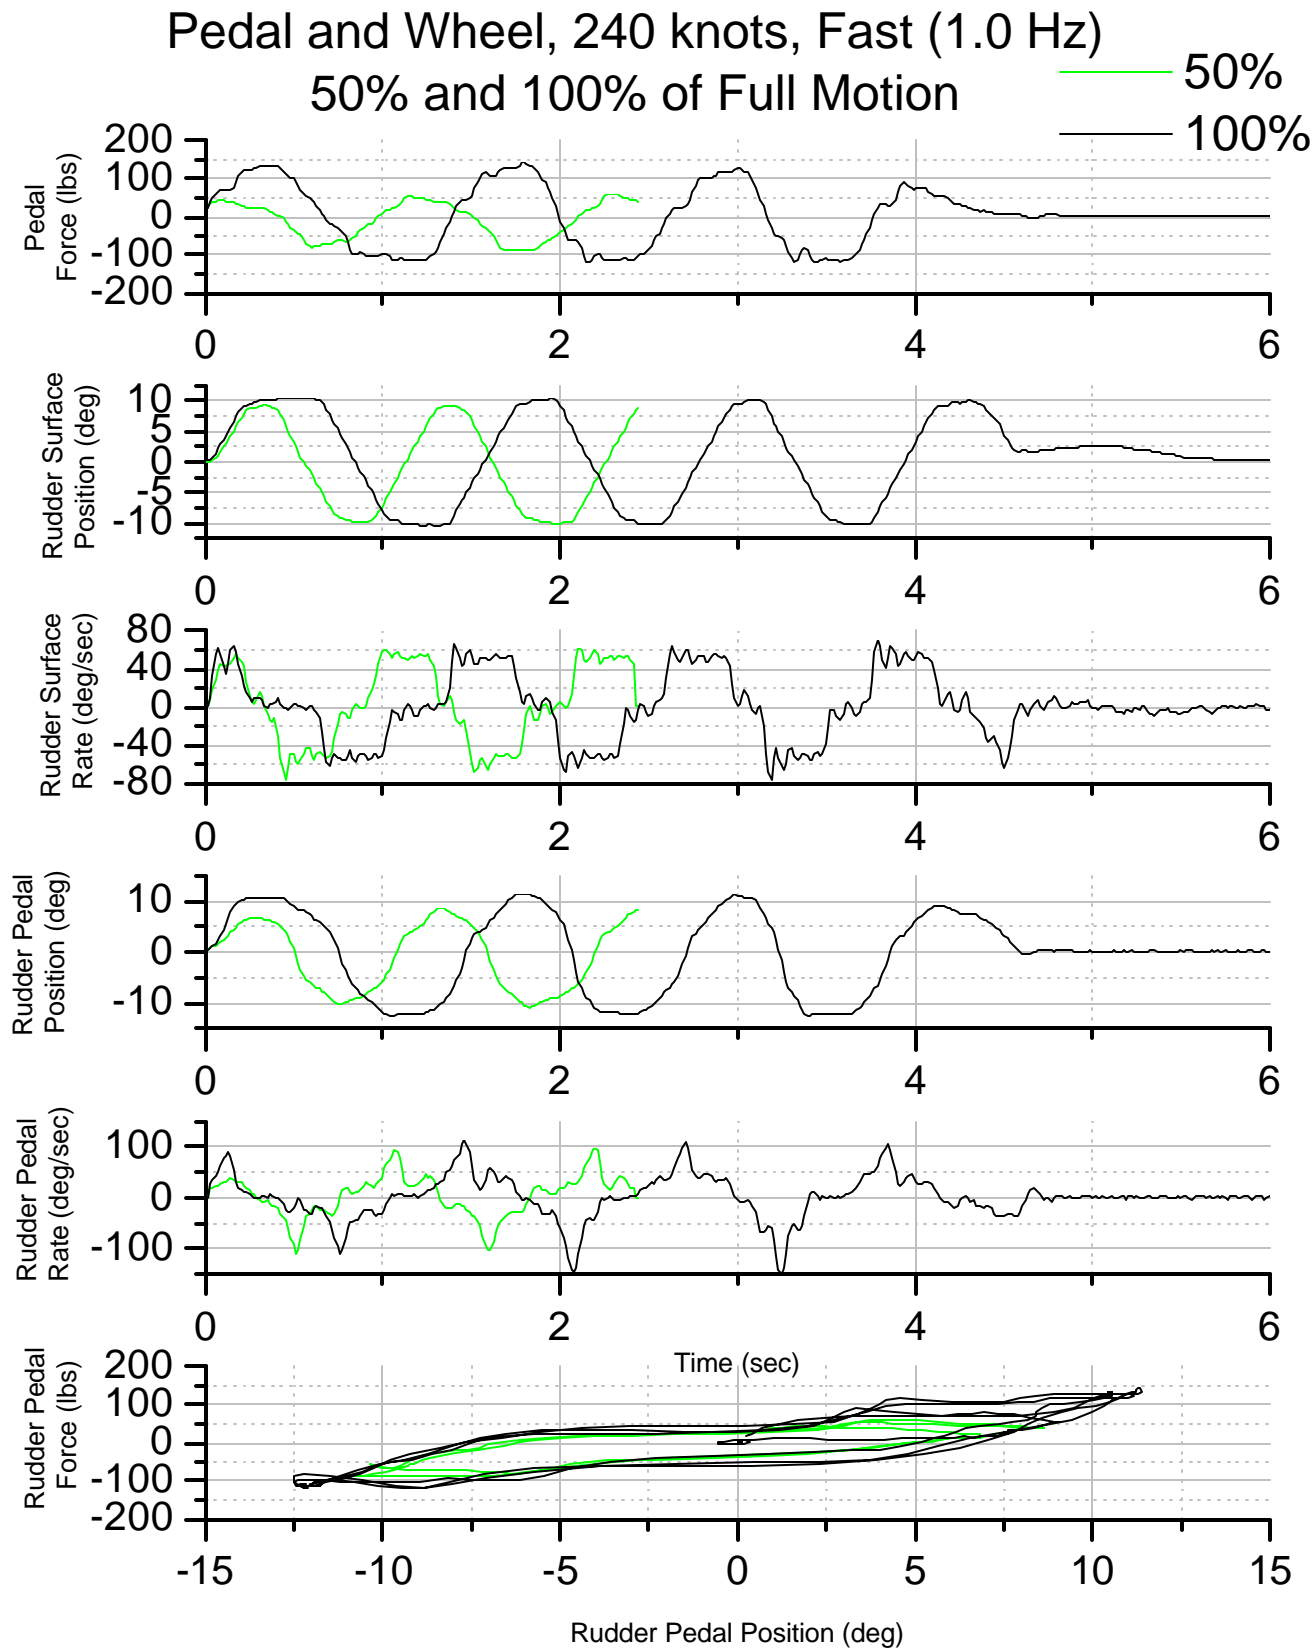 Pedal and Wheel, 240 knots, Fast (1.0 Hz)
50% and 100% of Full Motion
50%
100%
Pedal
Force (lbs)
200
100
0
-100
-200
0 2 4 6
Rudder Surface
Position (deg)
10
5
0
-5
-10
0 2 4 6
Rudder Surface
Rate (deg/sec)
80
40
0
-40
-80
0 2 4 6
Rudder Pedal
Position (deg)
10
0
-10
0 2 4 6
Rudder Pedal
Rate (deg/sec)
100
0
-100
0 2 4 6
Time (sec)
Rudder Pedal
Force (lbs)
200
100
0
-100
-200
-15 -10 -5 0 5 10 15
Rudder Pedal Position (deg)